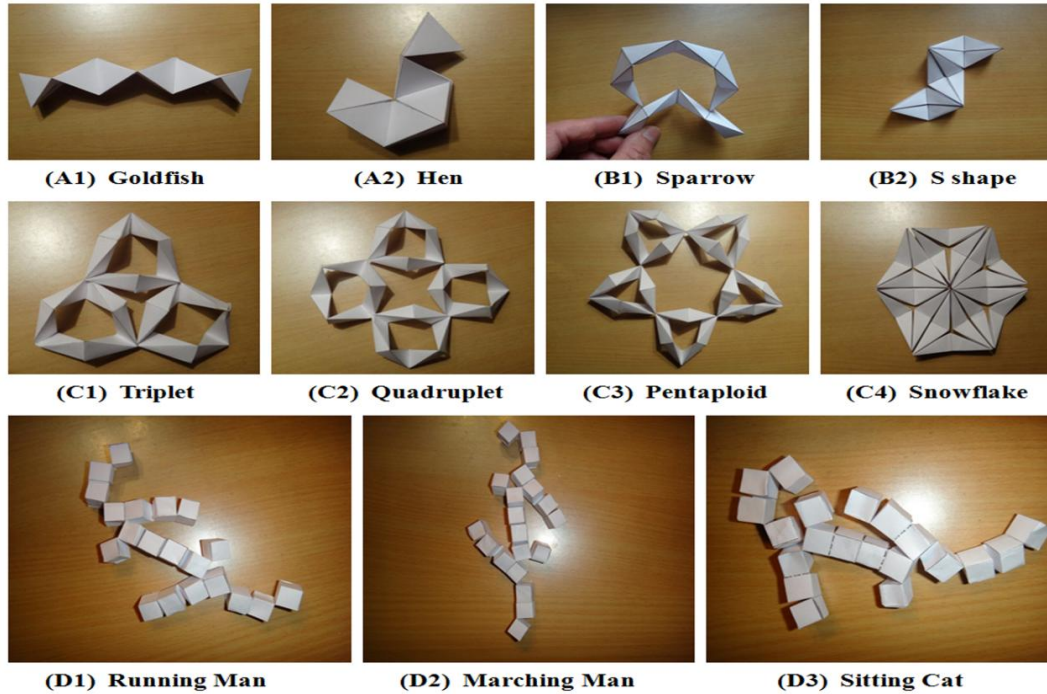 (A1) Goldfish
(A2) Hen
(B1) Sparrow
(B2) S shape
(C1) Triplet
(C2) Quadruplet
(C3) Pentaploid
(C4) Snowflake
(D1) Running Man
(D2) Marching Man
(D3) Sitting Cat